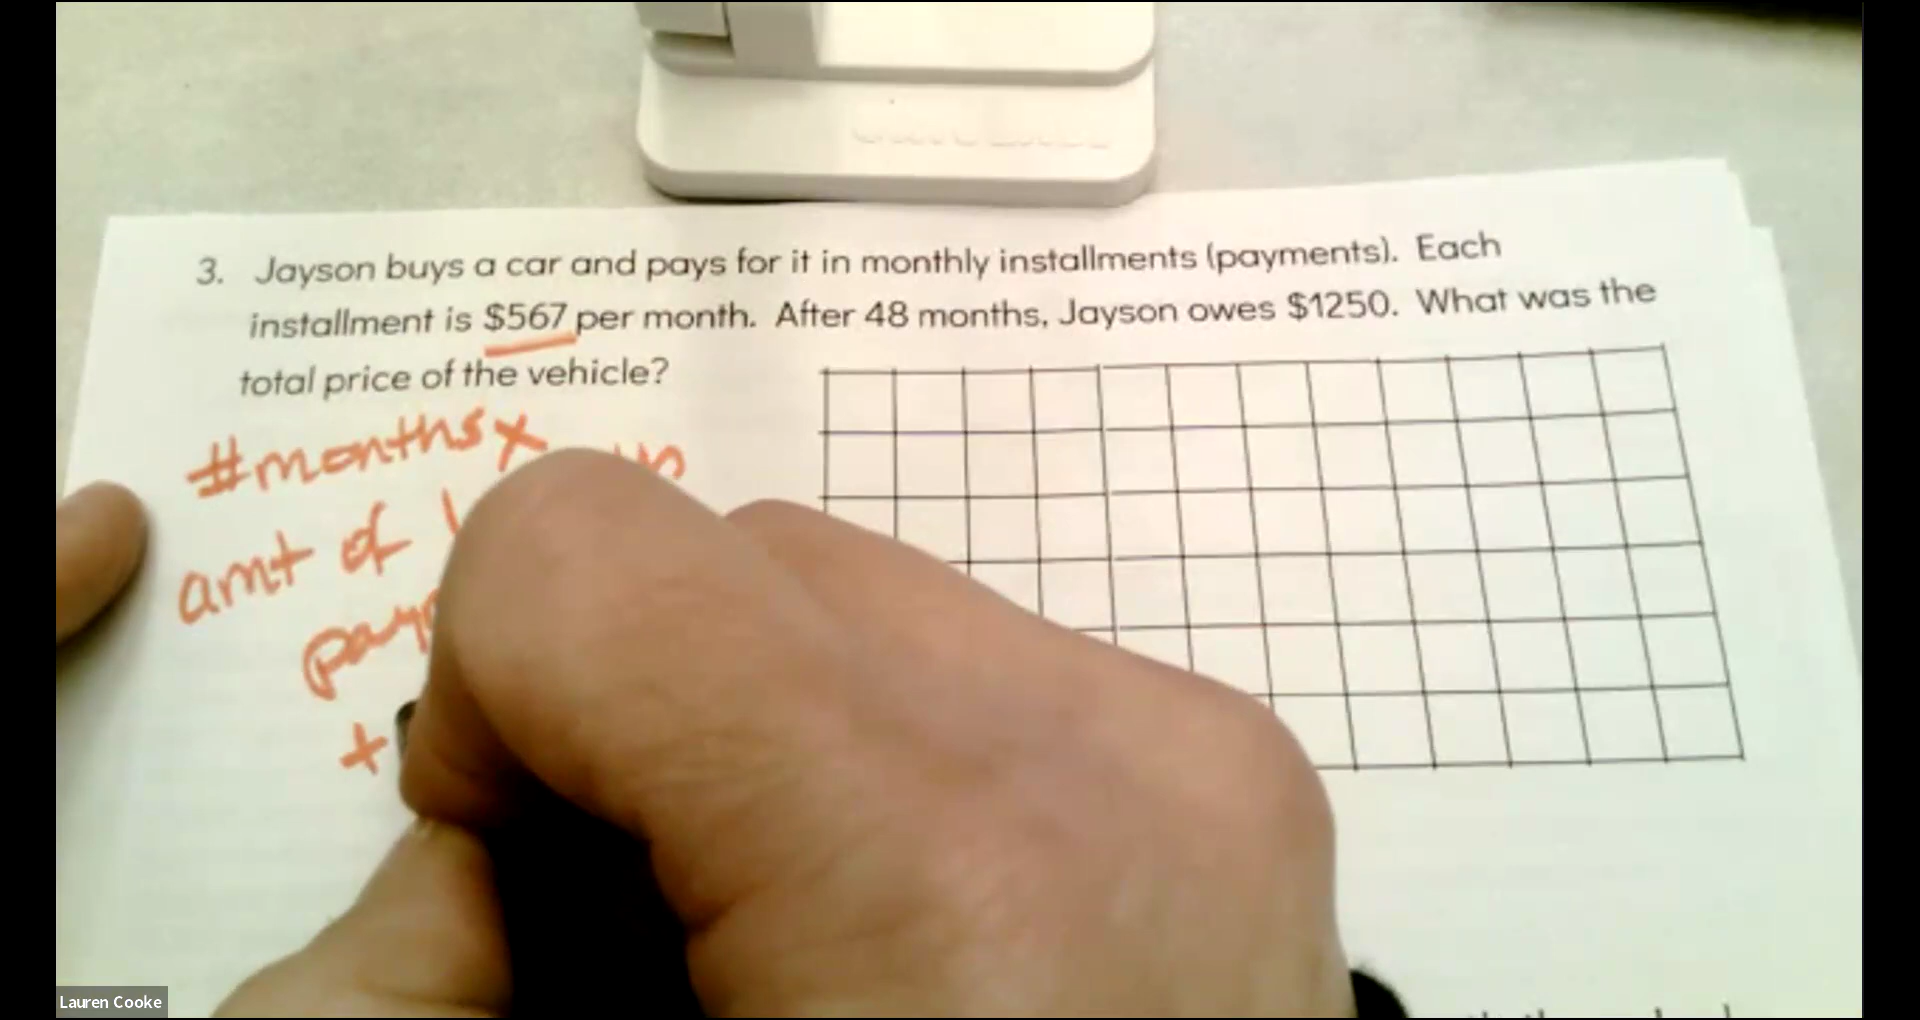 3. Jayson buys a car and pays for it in monthly installments (payments). Each
installment is $567 per month. After 48 months, Jayson owes $1250. What was the
total price of the vehicle?
#months x
amt of
+
Lauren Cooke